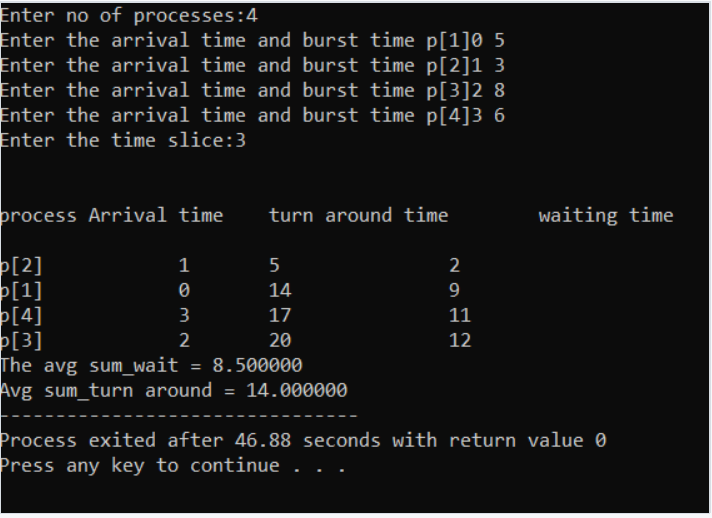 Enter no of processes:4
Enter the arrival time and burst time p[1]0 5
Enter the arrival time and burst time p[2]1 3
Enter the arrival time and burst time p[3]2 8
Enter the arrival time and burst time p[4]3 6
Enter the time slice:3
process Arrival time turn around time waiting time
p[2] 1 5 2
p[1] 0 14 9
p[4] 3 17 11
p[3] 2 20 12
The avg sum_wait = 8.500000
Avg sum_turn around = 14.000000
--------------------------------
Process exited after 46.88 seconds with return value 0
Press any key to continue . . .